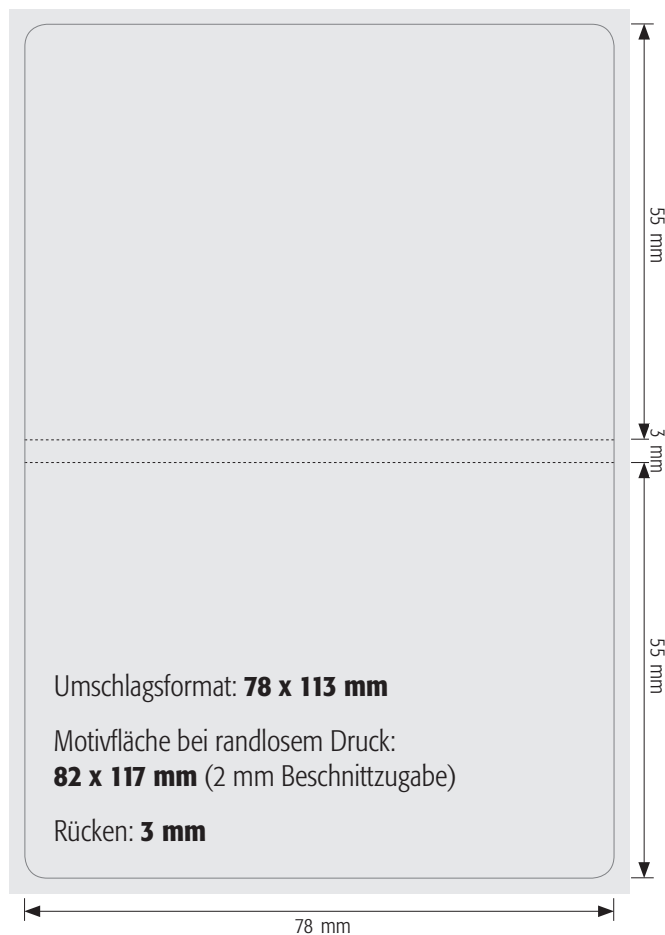 55 mm
3 mm
55 mm
Umschlagsformat: 78 x 113 mm
Motivfläche bei randlosem Druck:
82 x 117 mm (2 mm Beschnittzugabe)
Rücken: 3 mm
78 mm